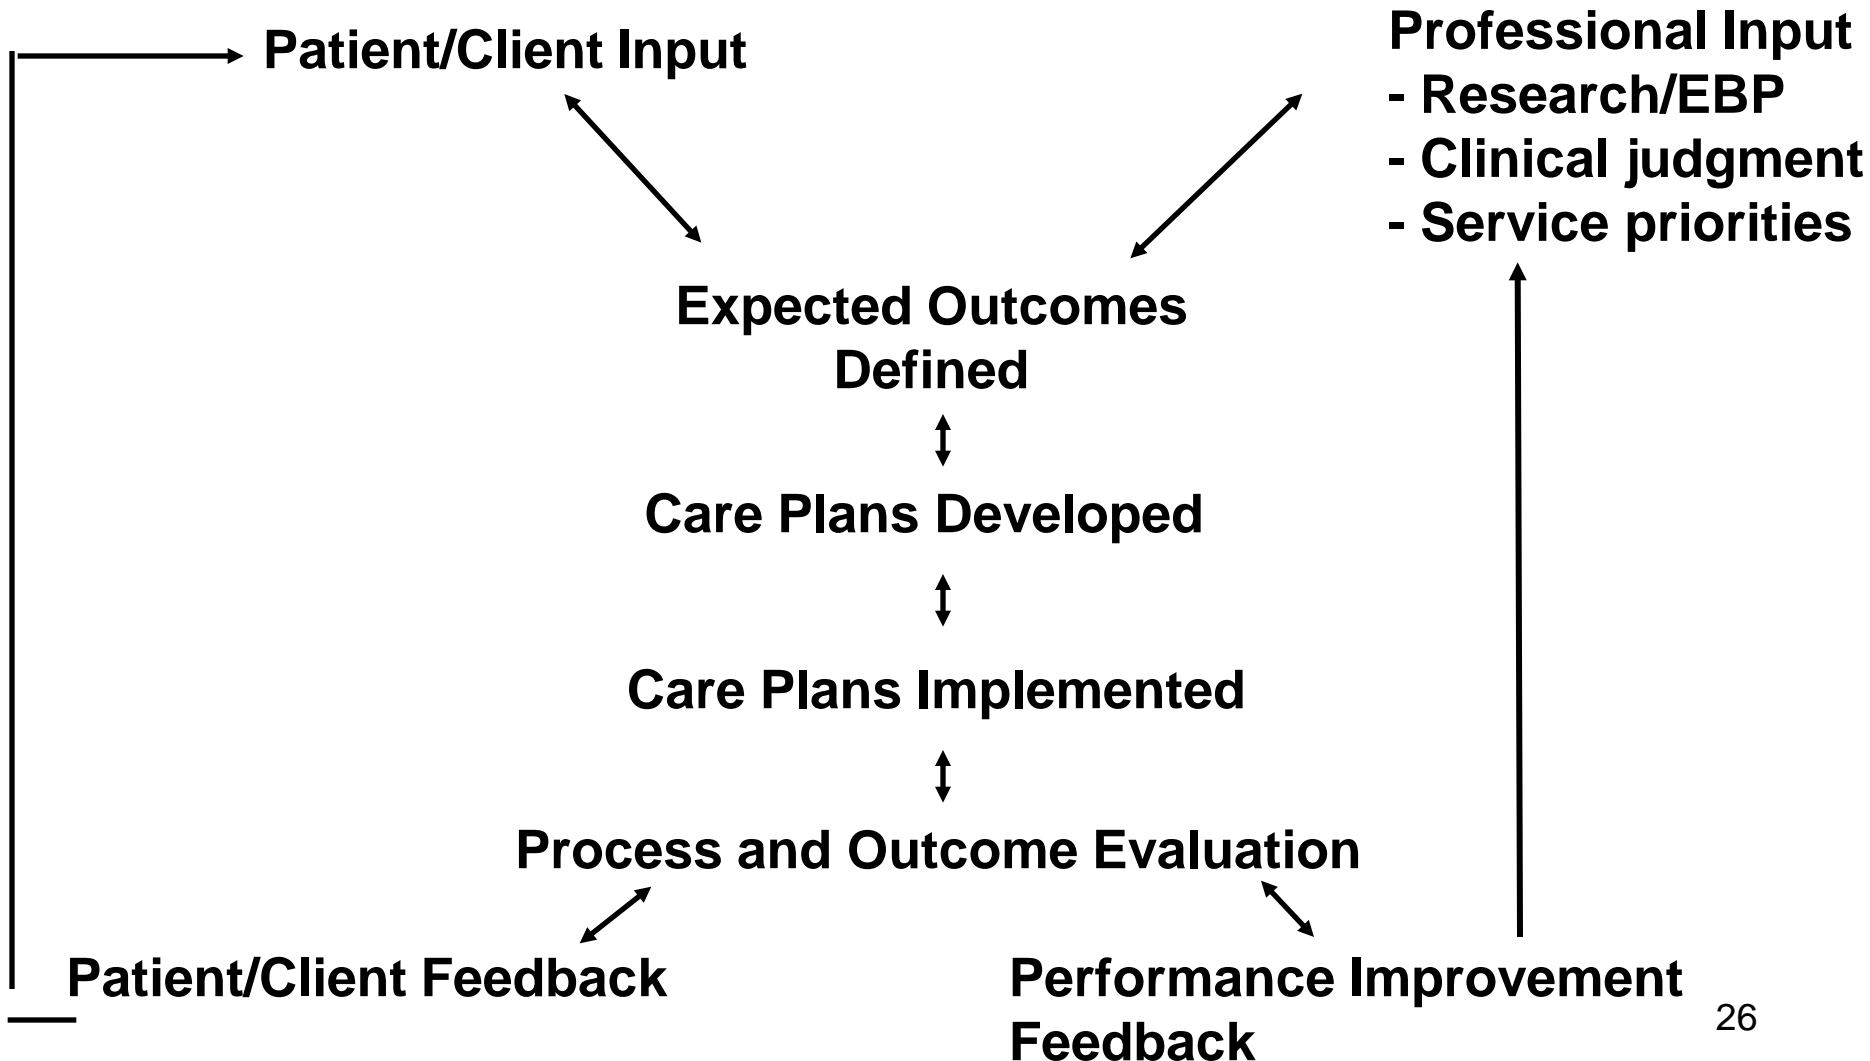 Patient/Client Input
Professional Input
- Research/EBP
- Clinical judgment
- Service priorities
Expected Outcomes
Defined
Care Plans Developed
Care Plans Implemented
Process and Outcome Evaluation
Patient/Client Feedback
Performance Improvement
Feedback
26